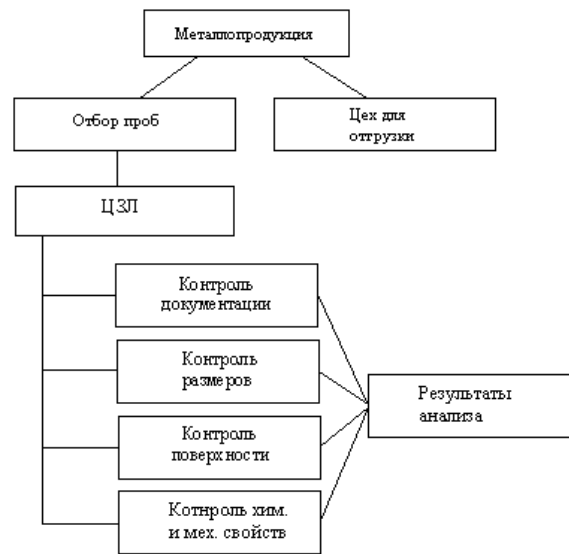 Металлопродукция
Отбор проб
Цех для
отгрузки
ЦЗЛ
Контроль
документации
Контроль
размеров
Контроль
поверхности
Котнроль хим.
и мех. свойств
Результаты
анализа